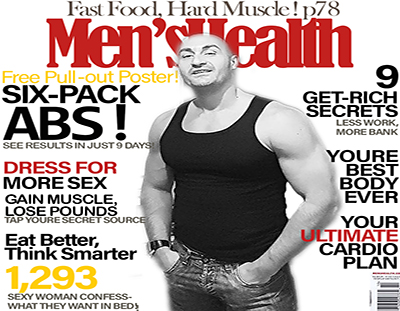 Fast Food, Hard Muscle! p78
Men'sHealth
Free Pull-out Poster!
SIX-PACK
ABS!
SEE RESULTS IN JUST 9 DAYS!
DRESS FOR
MORE SEX
GAIN MUSCLE,
LOSE POUNDS
TAP YOURE SECRET SOURCE
Eat Better,
Think Smarter
1,293
SEXY WOMAN CONFESS-
WHAT THEY WANT IN BED!
9
GET-RICH
SECRETS
LESS WORK,
MORE BANK
YOURE
BEST
BODY
EVER
YOUR
ULTIMATE
CARDIO
PLAN